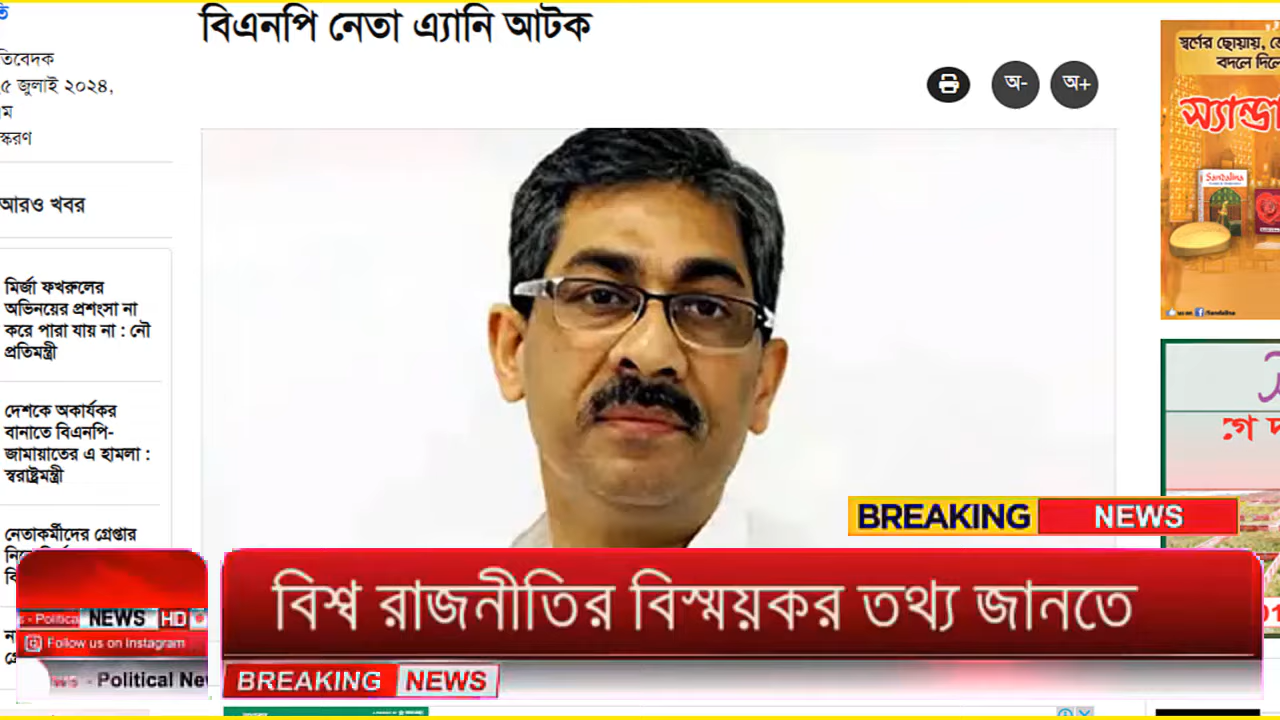 বিএনপি নেতা এ্যানি আটক
তিবেদক
৫ জুলাই ২০২৪,
স্করণ
অ-
অ+
আরও খবর
মির্জা ফখরুলের
অভিনয়ের প্রশংসা না
করে পারা যায় না : নৌ
প্রতিমন্ত্রী
দেশকে অকার্যকর
বানাতে বিএনপি-
জামায়াতের এ হামলা :
স্বরাষ্ট্রমন্ত্রী
নেতাকর্মীদের গ্রেপ্তার
স্বর্ণের ছোয়ায়,
বদলে দিলে
Sandalina
BREAKING NEWS
বিশ্ব রাজনীতির বিস্ময়কর তথ্য জানতে
BREAKING NEWS
NEWS HD
Follow us on Instagram
- Political New